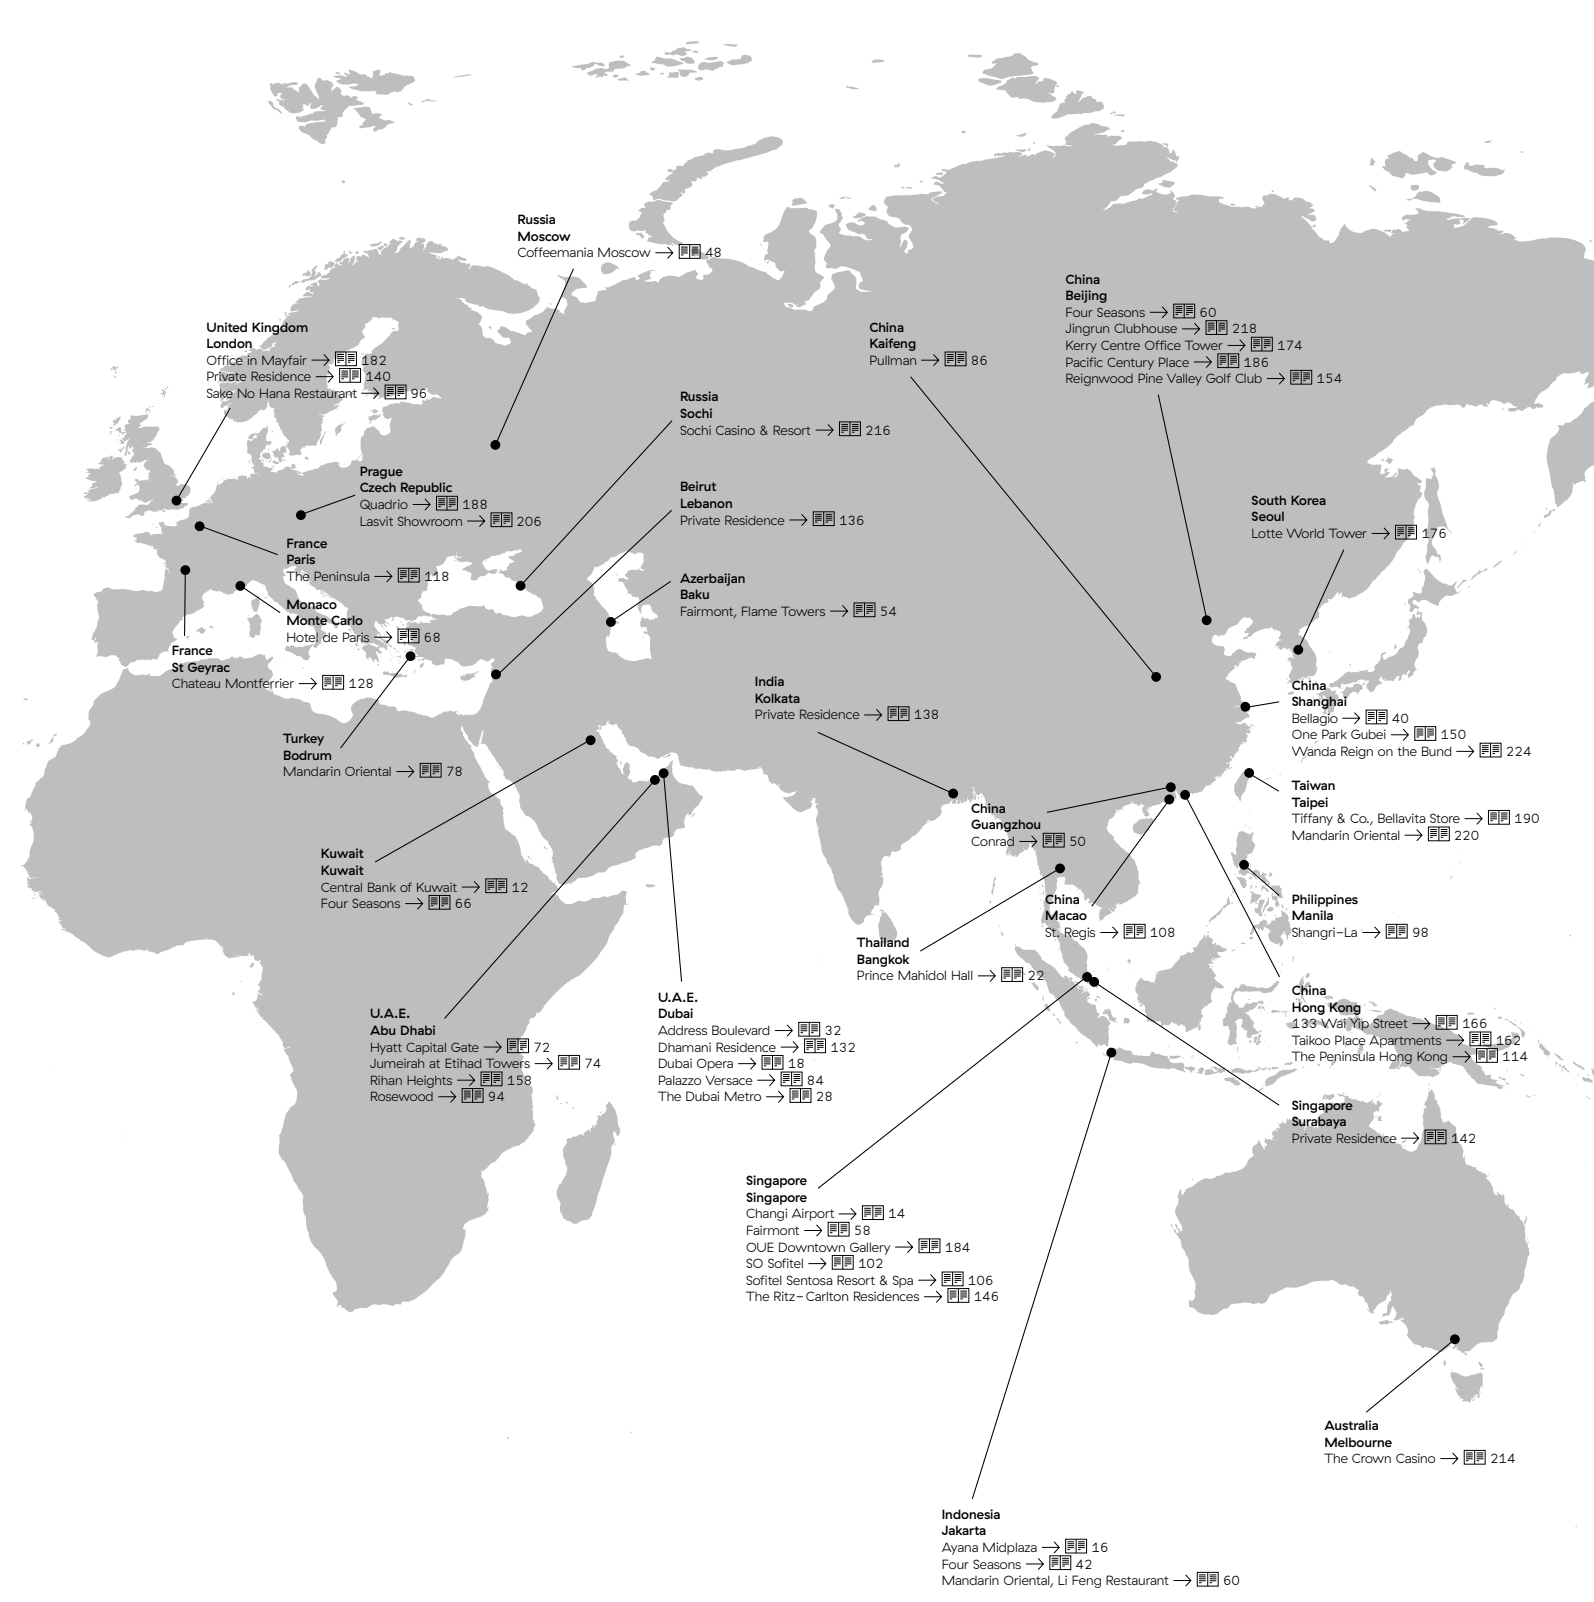 Russia
Moscow
Coffeemania Moscow → 48
China
Beijing
Four Seasons → 60
Jingrun Clubhouse → 218
Kerry Centre Office Tower → 174
Pacific Century Place → 186
Reignwood Pine Valley Golf Club → 154
United Kingdom
London
Office in Mayfair → 182
Private Residence → 140
Sake No Hana Restaurant → 96
China
Kaifeng
Pullman → 86
Russia
Sochi
Sochi Casino & Resort → 216
Prague
Czech Republic
Quadrio → 188
Lasvit Showroom → 206
Beirut
Lebanon
Private Residence → 136
South Korea
Seoul
Lotte World Tower → 176
France
Paris
The Peninsula → 118
Azerbaijan
Baku
Fairmont, Flame Towers → 54
Monaco
Monte Carlo
Hotel de Paris → 68
France
St Geyrac
Chateau Montferrier → 128
India
Kolkata
Private Residence → 138
China
Shanghai
Bellagio → 40
One Park Gubei → 150
Wanda Reign on the Bund → 224
Turkey
Bodrum
Mandarin Oriental → 78
Taiwan
Taipei
Tiffany & Co., Bellavita Store → 190
Mandarin Oriental → 220
China
Guangzhou
Conrad → 50
Kuwait
Kuwait
Central Bank of Kuwait → 12
Four Seasons → 66
China
Macao
St. Regis → 108
Philippines
Manila
Shangri-La → 98
Thailand
Bangkok
Prince Mahidol Hall → 22
China
Hong Kong
133 Wai Yip Street → 166
Taikoo Place Apartments → 162
The Peninsula Hong Kong → 114
U.A.E.
Abu Dhabi
Hyatt Capital Gate → 72
Jumeirah at Etihad Towers → 74
Rihan Heights → 158
Rosewood → 94
U.A.E.
Dubai
Address Boulevard → 32
Dhamani Residence → 132
Dubai Opera → 18
Palazzo Versace → 84
The Dubai Metro → 28
Singapore
Surabaya
Private Residence → 142
Singapore
Singapore
Changi Airport → 14
Fairmont → 58
OUE Downtown Gallery → 184
SO Sofitel → 102
Sofitel Sentosa Resort & Spa → 106
The Ritz-Carlton Residences → 146
Australia
Melbourne
The Crown Casino → 214
Indonesia
Jakarta
Ayana Midplaza → 16
Four Seasons → 42
Mandarin Oriental, Li Feng Restaurant → 60